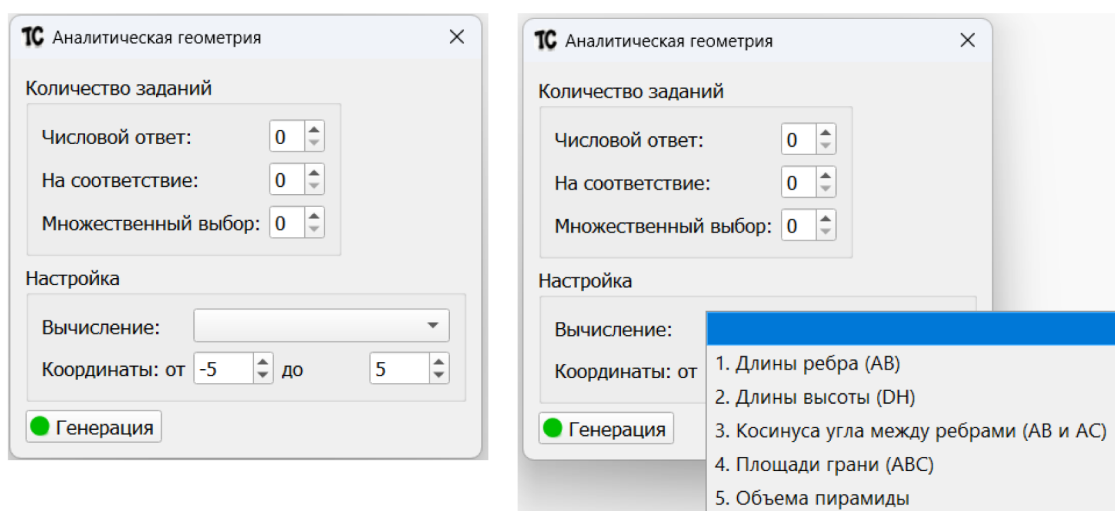 TC Аналитическая геометрия
Количество заданий
Числовой ответ: 0
На соответствие: 0
Множественный выбор: 0
Настройка
Вычисление:
Координаты: от -5 до 5
Генерация
TC Аналитическая геометрия
Количество заданий
Числовой ответ: 0
На соответствие: 0
Множественный выбор: 0
Настройка
Вычисление:
Координаты: от
Генерация
1. Длины ребра (AB)
2. Длины высоты (DH)
3. Косинуса угла между ребрами (AB и AC)
4. Площади грани (ABC)
5. Объема пирамиды